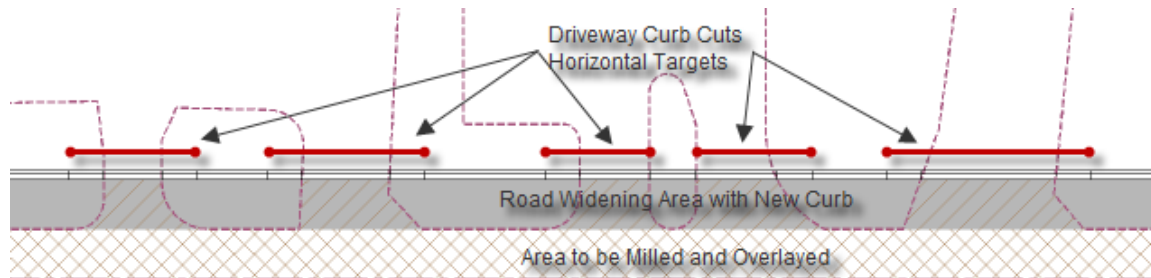 Driveway Curb Cuts
Horizontal Targets
Road Widening Area with New Curb
Area to be Milled and Overlayed